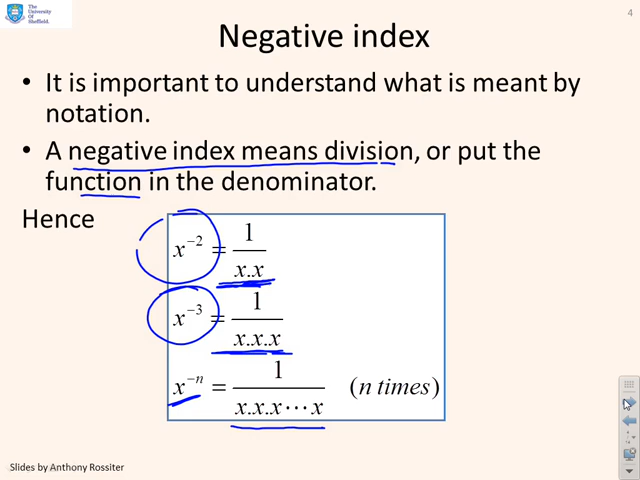 The
University
Of
Sheffield.
4
Negative index
• It is important to understand what is meant by
notation.
• A negative index means division, or put the
function in the denominator.
Hence
x⁻² = 1 / x.x
x⁻³ = 1 / x.x.x
x⁻ⁿ = 1 / x.x.x⋯x (n times)
Slides by Anthony Rossiter